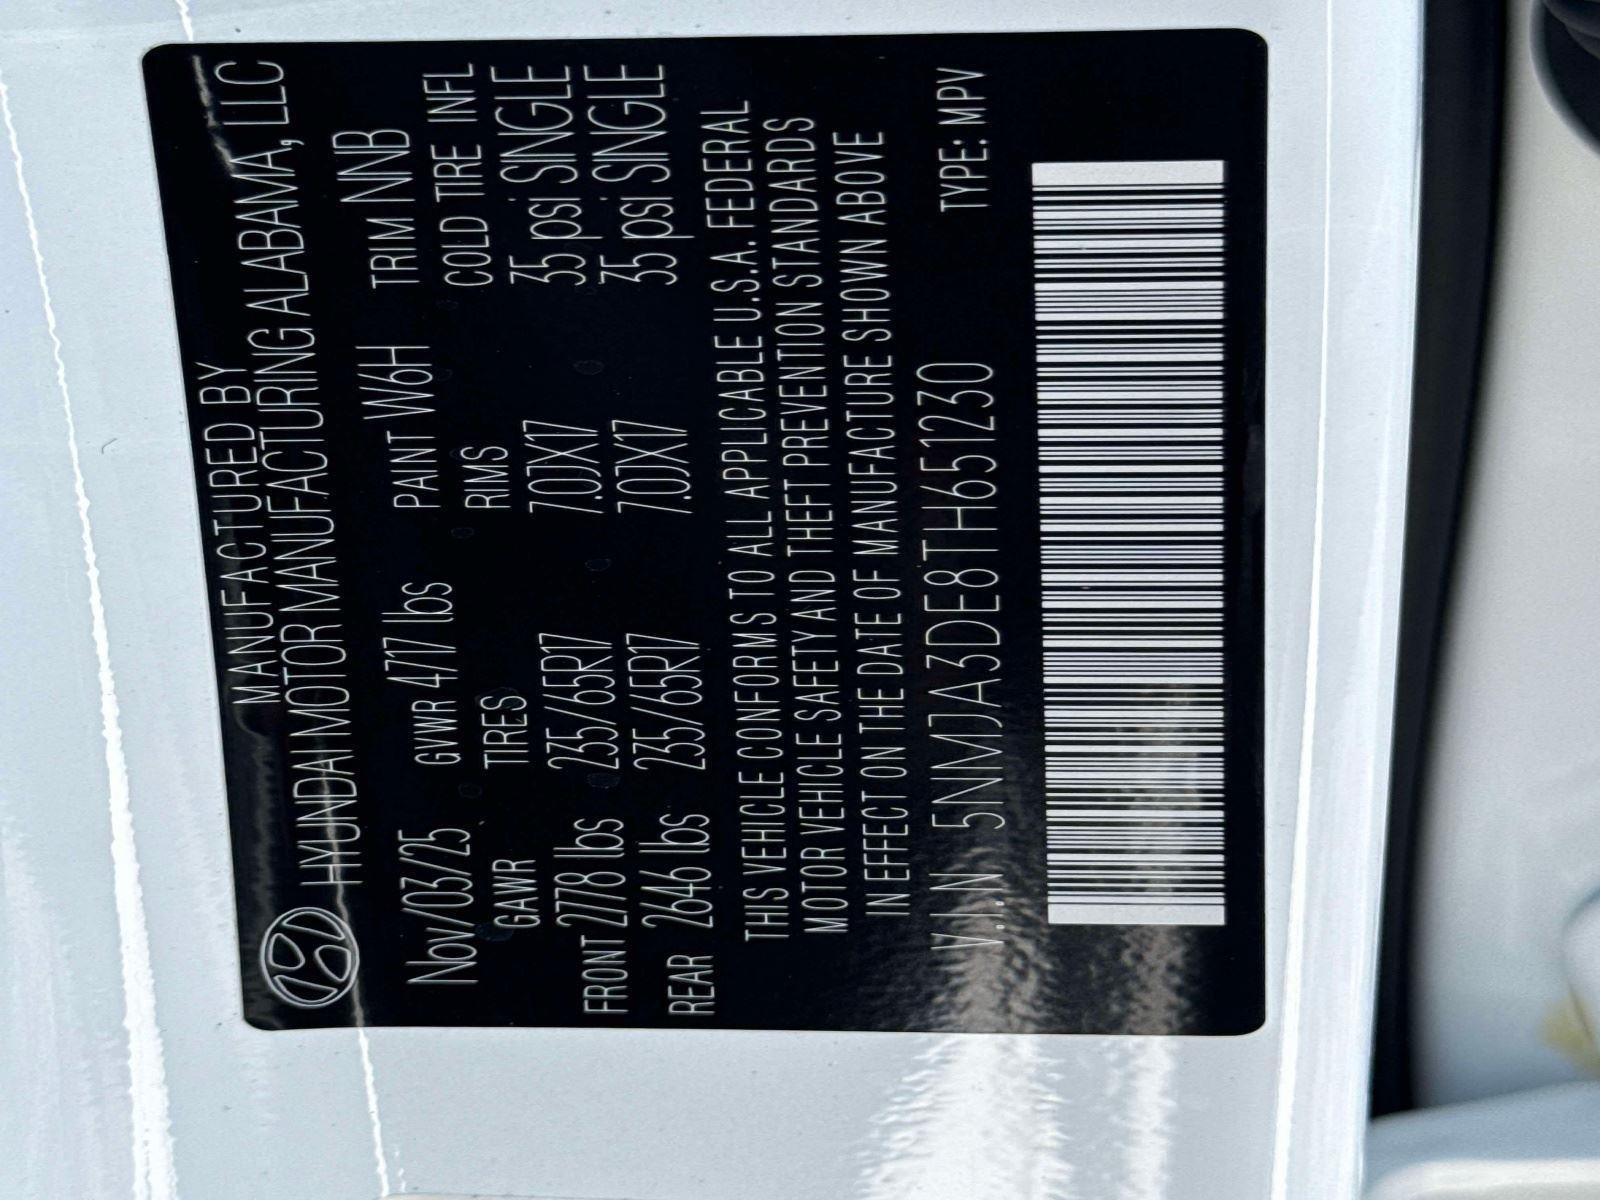 MANUFACTURED BY
HYUNDAI MOTOR MANUFACTURING ALABAMA, LLC
Nov/03/25 GVWR 4717 lbs PAINT W6H TRIM NNB
GAWR TIRES RIMS COLD TIRE INFL
FRONT 2778 lbs 235/65R17 7.0JX17 35 psi SINGLE
REAR 2646 lbs 235/65R17 7.0JX17 35 psi SINGLE
THIS VEHICLE CONFORMS TO ALL APPLICABLE U.S.A. FEDERAL
MOTOR VEHICLE SAFETY AND THEFT PREVENTION STANDARDS
IN EFFECT ON THE DATE OF MANUFACTURE SHOWN ABOVE
V.I.N 5NMJA3DE8TH651230 TYPE: MPV